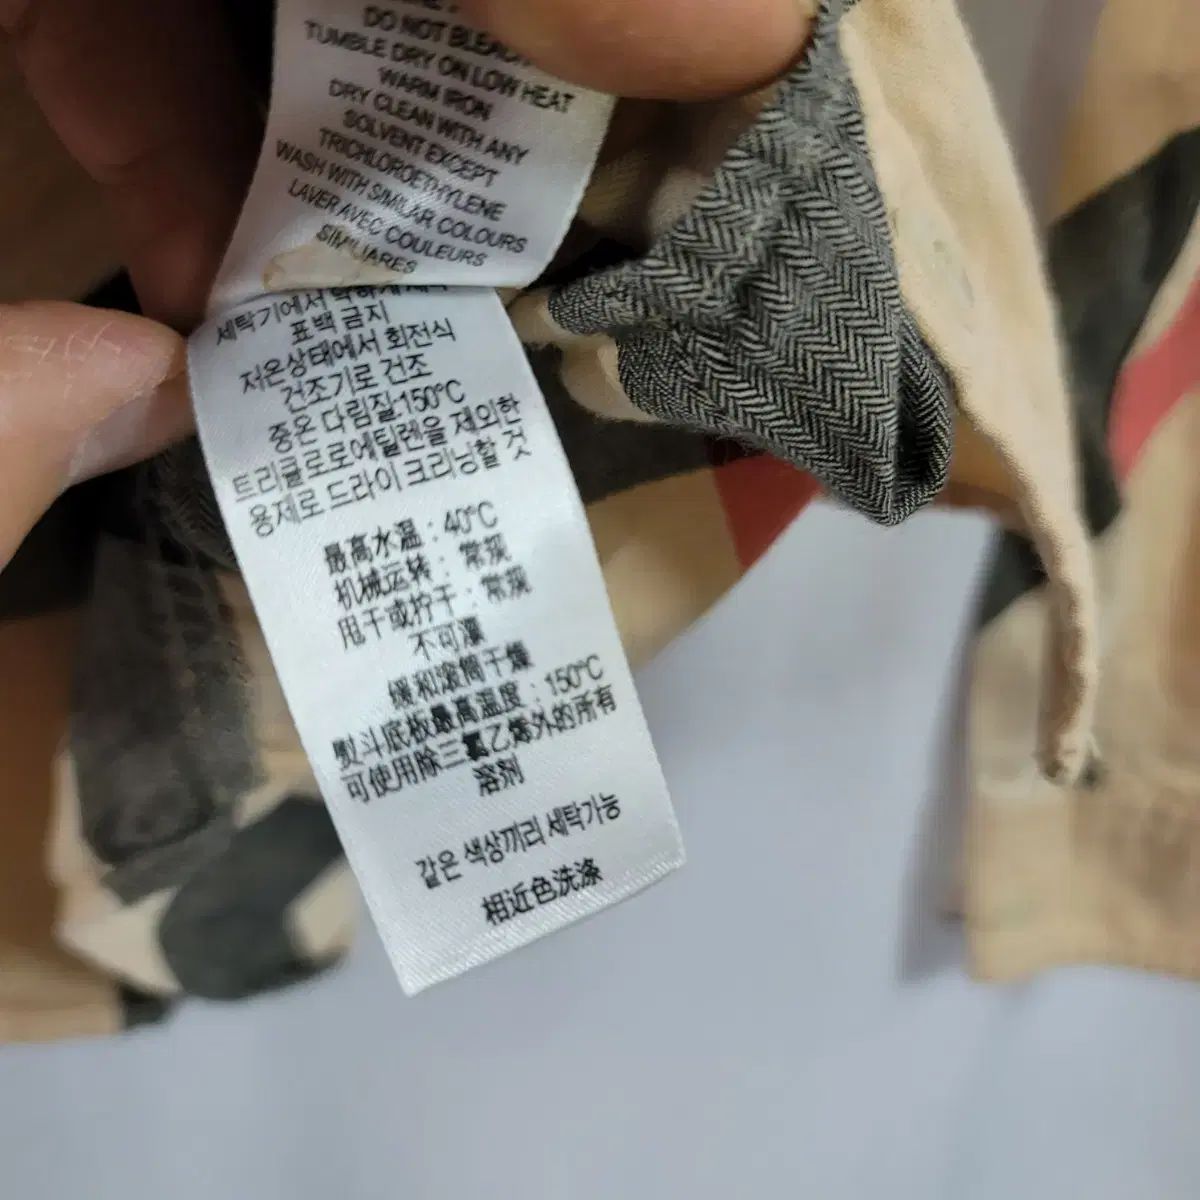 DO NOT BLEACH
TUMBLE DRY ON LOW HEAT
WARM IRON
DRY CLEAN WITH ANY
SOLVENT EXCEPT
TRICHLOROETHYLENE
WASH WITH SIMILAR COLOURS
LAVER AVEC COULEURS
SIMILIARES
세탁기에서
표백 금지
저온상태에서 회전식
건조기로 건조
중온 다림질:150°C
트리클로로에틸렌을 제외한
용제로 드라이 크리닝할 것
最高水温 : 40°C
机械运转 : 常规
甩干或拧干 : 常规
不可漂
缓和滚筒干燥
熨斗底板最高温度 : 150°C
可使用除三氯乙烯外的所有
溶剂
같은 색상끼리 세탁가능
相近色洗涤